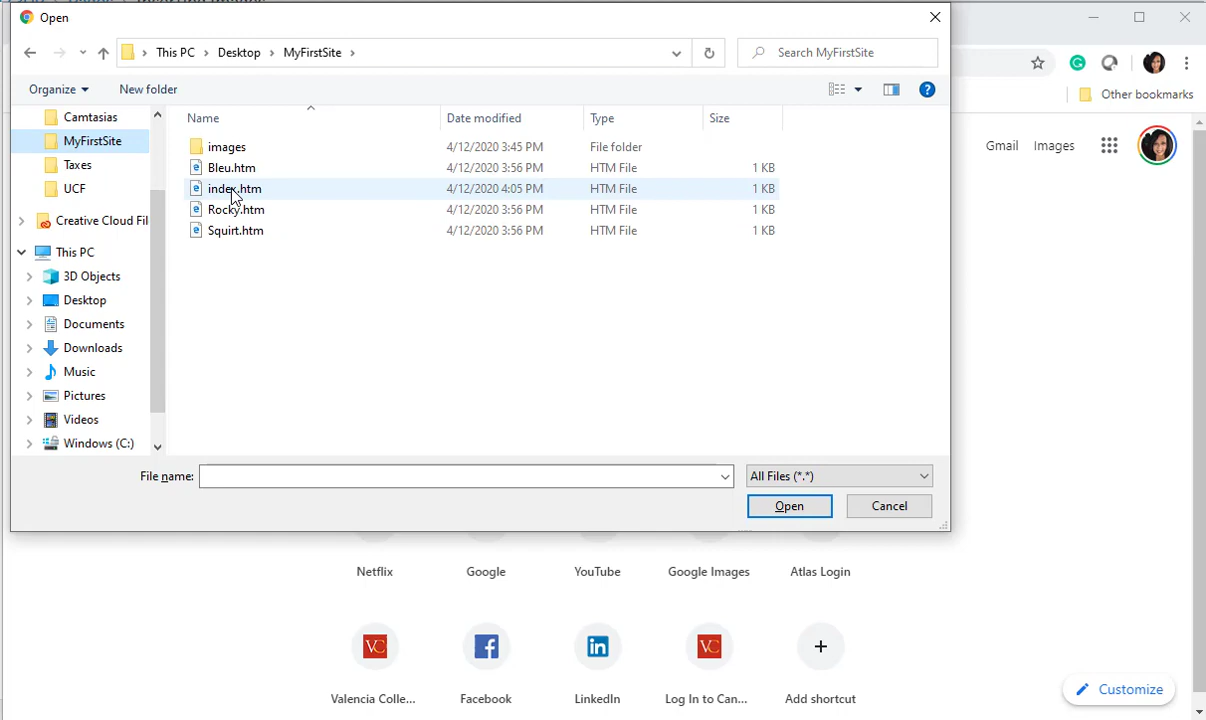 Open
This PC > Desktop > MyFirstSite >
Search MyFirstSite
Organize
New folder
Other bookmarks
Camtasias
MyFirstSite
Taxes
UCF
Creative Cloud Fil
This PC
3D Objects
Desktop
Documents
Downloads
Music
Pictures
Videos
Windows (C:)
Name Date modified Type Size
images 4/12/2020 3:45 PM File folder
Bleu.htm 4/12/2020 3:56 PM HTM File 1 KB
index.htm 4/12/2020 4:05 PM HTM File 1 KB
Rocky.htm 4/12/2020 3:56 PM HTM File 1 KB
Squirt.htm 4/12/2020 3:56 PM HTM File 1 KB
Gmail Images
File name:
All Files (*.*)
Open Cancel
Netflix Google YouTube Google Images Atlas Login
VC VC
Valencia Colle... Facebook LinkedIn Log In to Can... Add shortcut
Customize